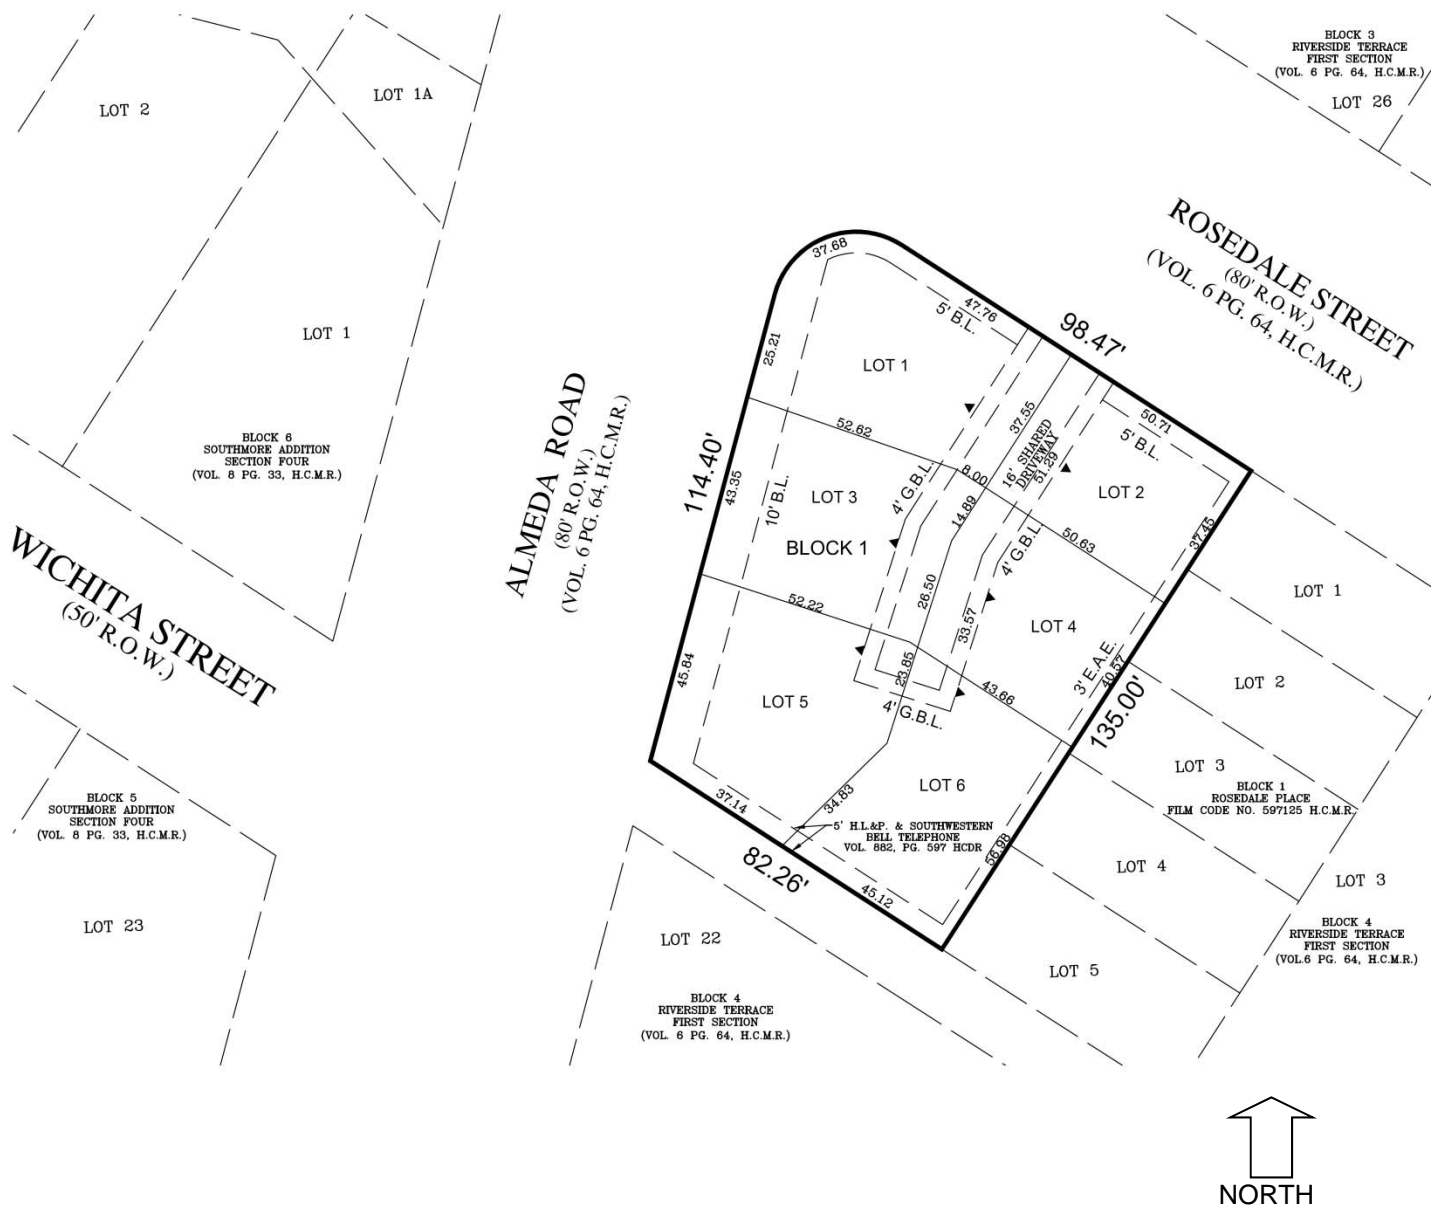 BLOCK 3
RIVERSIDE TERRACE
FIRST SECTION
(VOL. 6 PG. 64, H.C.M.R.)
LOT 26
LOT 2
LOT 1A
LOT 1
BLOCK 6
SOUTHMORE ADDITION
SECTION FOUR
(VOL. 8 PG. 33, H.C.M.R.)
ROSEDALE STREET
(80' R.O.W.)
(VOL. 6 PG. 64, H.C.M.R.)
ALMEDA ROAD
(80' R.O.W.)
(VOL. 6 PG. 64, H.C.M.R.)
WICHITA STREET
(50' R.O.W.)
37.68
47.76
5' B.L.
98.47'
25.21
LOT 1
52.62
37.55
16' SHARED
DRIVEWAY
51.29
50.71
5' B.L.
LOT 2
114.40'
43.35
10' B.L.
LOT 3
BLOCK 1
4' G.B.L.
8.00
14.89
4' G.B.L.
50.63
37.45
52.22
26.50
33.57
LOT 4
3' E.A.E.
40.57
135.00'
45.84
LOT 5
23.85
4' G.B.L.
43.66
LOT 6
37.14
34.83
5' H.L.&P. & SOUTHWESTERN
BELL TELEPHONE
VOL. 882, PG. 597 HCDR
56.98
82.26'
45.12
LOT 1
LOT 2
LOT 3
BLOCK 1
ROSEDALE PLACE
FILM CODE NO. 597125 H.C.M.R.
LOT 4
LOT 5
LOT 3
BLOCK 4
RIVERSIDE TERRACE
FIRST SECTION
(VOL.6 PG. 64, H.C.M.R.)
BLOCK 5
SOUTHMORE ADDITION
SECTION FOUR
(VOL. 8 PG. 33, H.C.M.R.)
LOT 23
LOT 22
BLOCK 4
RIVERSIDE TERRACE
FIRST SECTION
(VOL. 6 PG. 64, H.C.M.R.)
NORTH